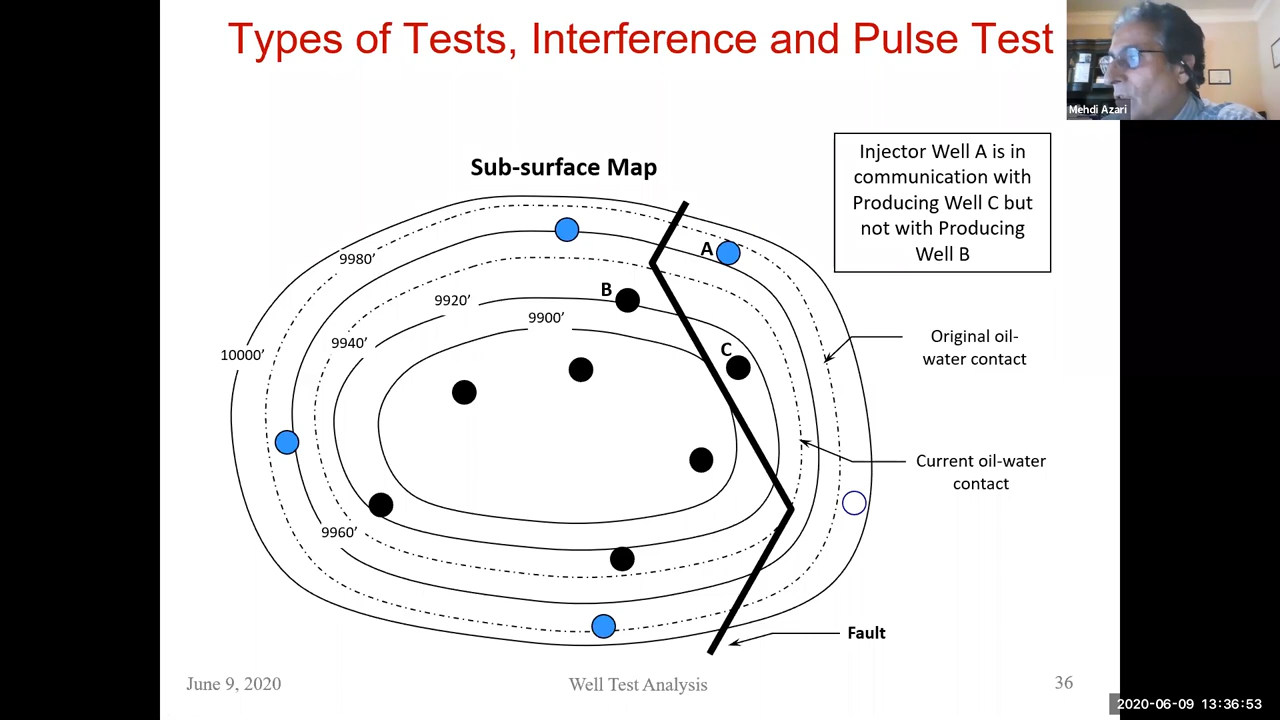 Types of Tests, Interference and Pulse Test
Mehdi Azari
Injector Well A is in
communication with
Producing Well C but
not with Producing
Well B
Sub-surface Map
A
9980’
B
9920’
9900’
9940’
C
10000’
Original oil-
water contact
Current oil-water
contact
9960’
Fault
June 9, 2020
Well Test Analysis
36
2020-06-09 13:36:53